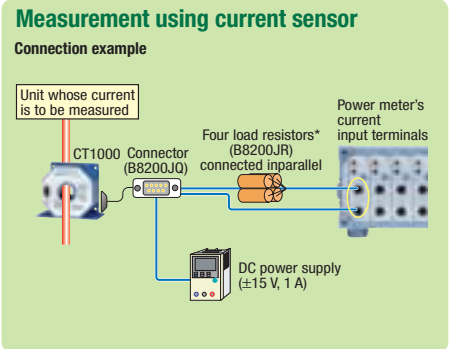 Measurement using current sensor
Connection example
Unit whose current
is to be measured
CT1000
Connector
(B8200JQ)
Four load resistors*
(B8200JR)
connected inparallel
Power meter's
current
input terminals
DC power supply
(±15 V, 1 A)